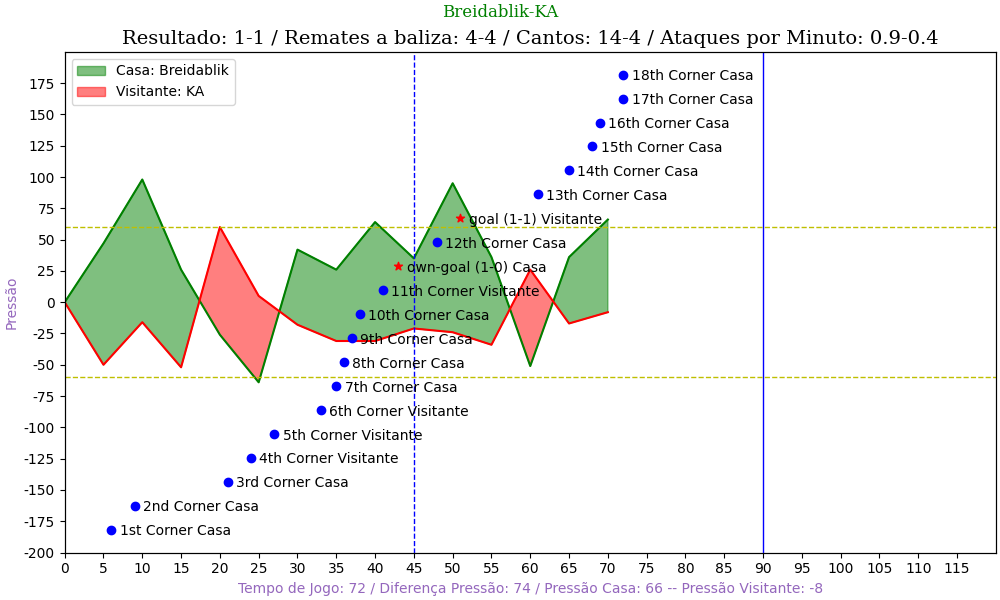 Breidablik-KA
Resultado: 1-1 / Remates a baliza: 4-4 / Cantos: 14-4 / Ataques por Minuto: 0.9-0.4
Casa: Breidablik
Visitante: KA
18th Corner Casa
17th Corner Casa
16th Corner Casa
15th Corner Casa
14th Corner Casa
13th Corner Casa
goal (1-1) Visitante
12th Corner Casa
own-goal (1-0) Casa
11th Corner Visitante
10th Corner Casa
9th Corner Casa
8th Corner Casa
7th Corner Casa
6th Corner Visitante
5th Corner Visitante
4th Corner Visitante
3rd Corner Casa
2nd Corner Casa
1st Corner Casa
Pressão
175
150
125
100
75
50
25
0
-25
-50
-75
-100
-125
-150
-175
-200
0 5 10 15 20 25 30 35 40 45 50 55 60 65 70 75 80 85 90 95 100 105 110 115
Tempo de Jogo: 72 / Diferença Pressão: 74 / Pressão Casa: 66 -- Pressão Visitante: -8